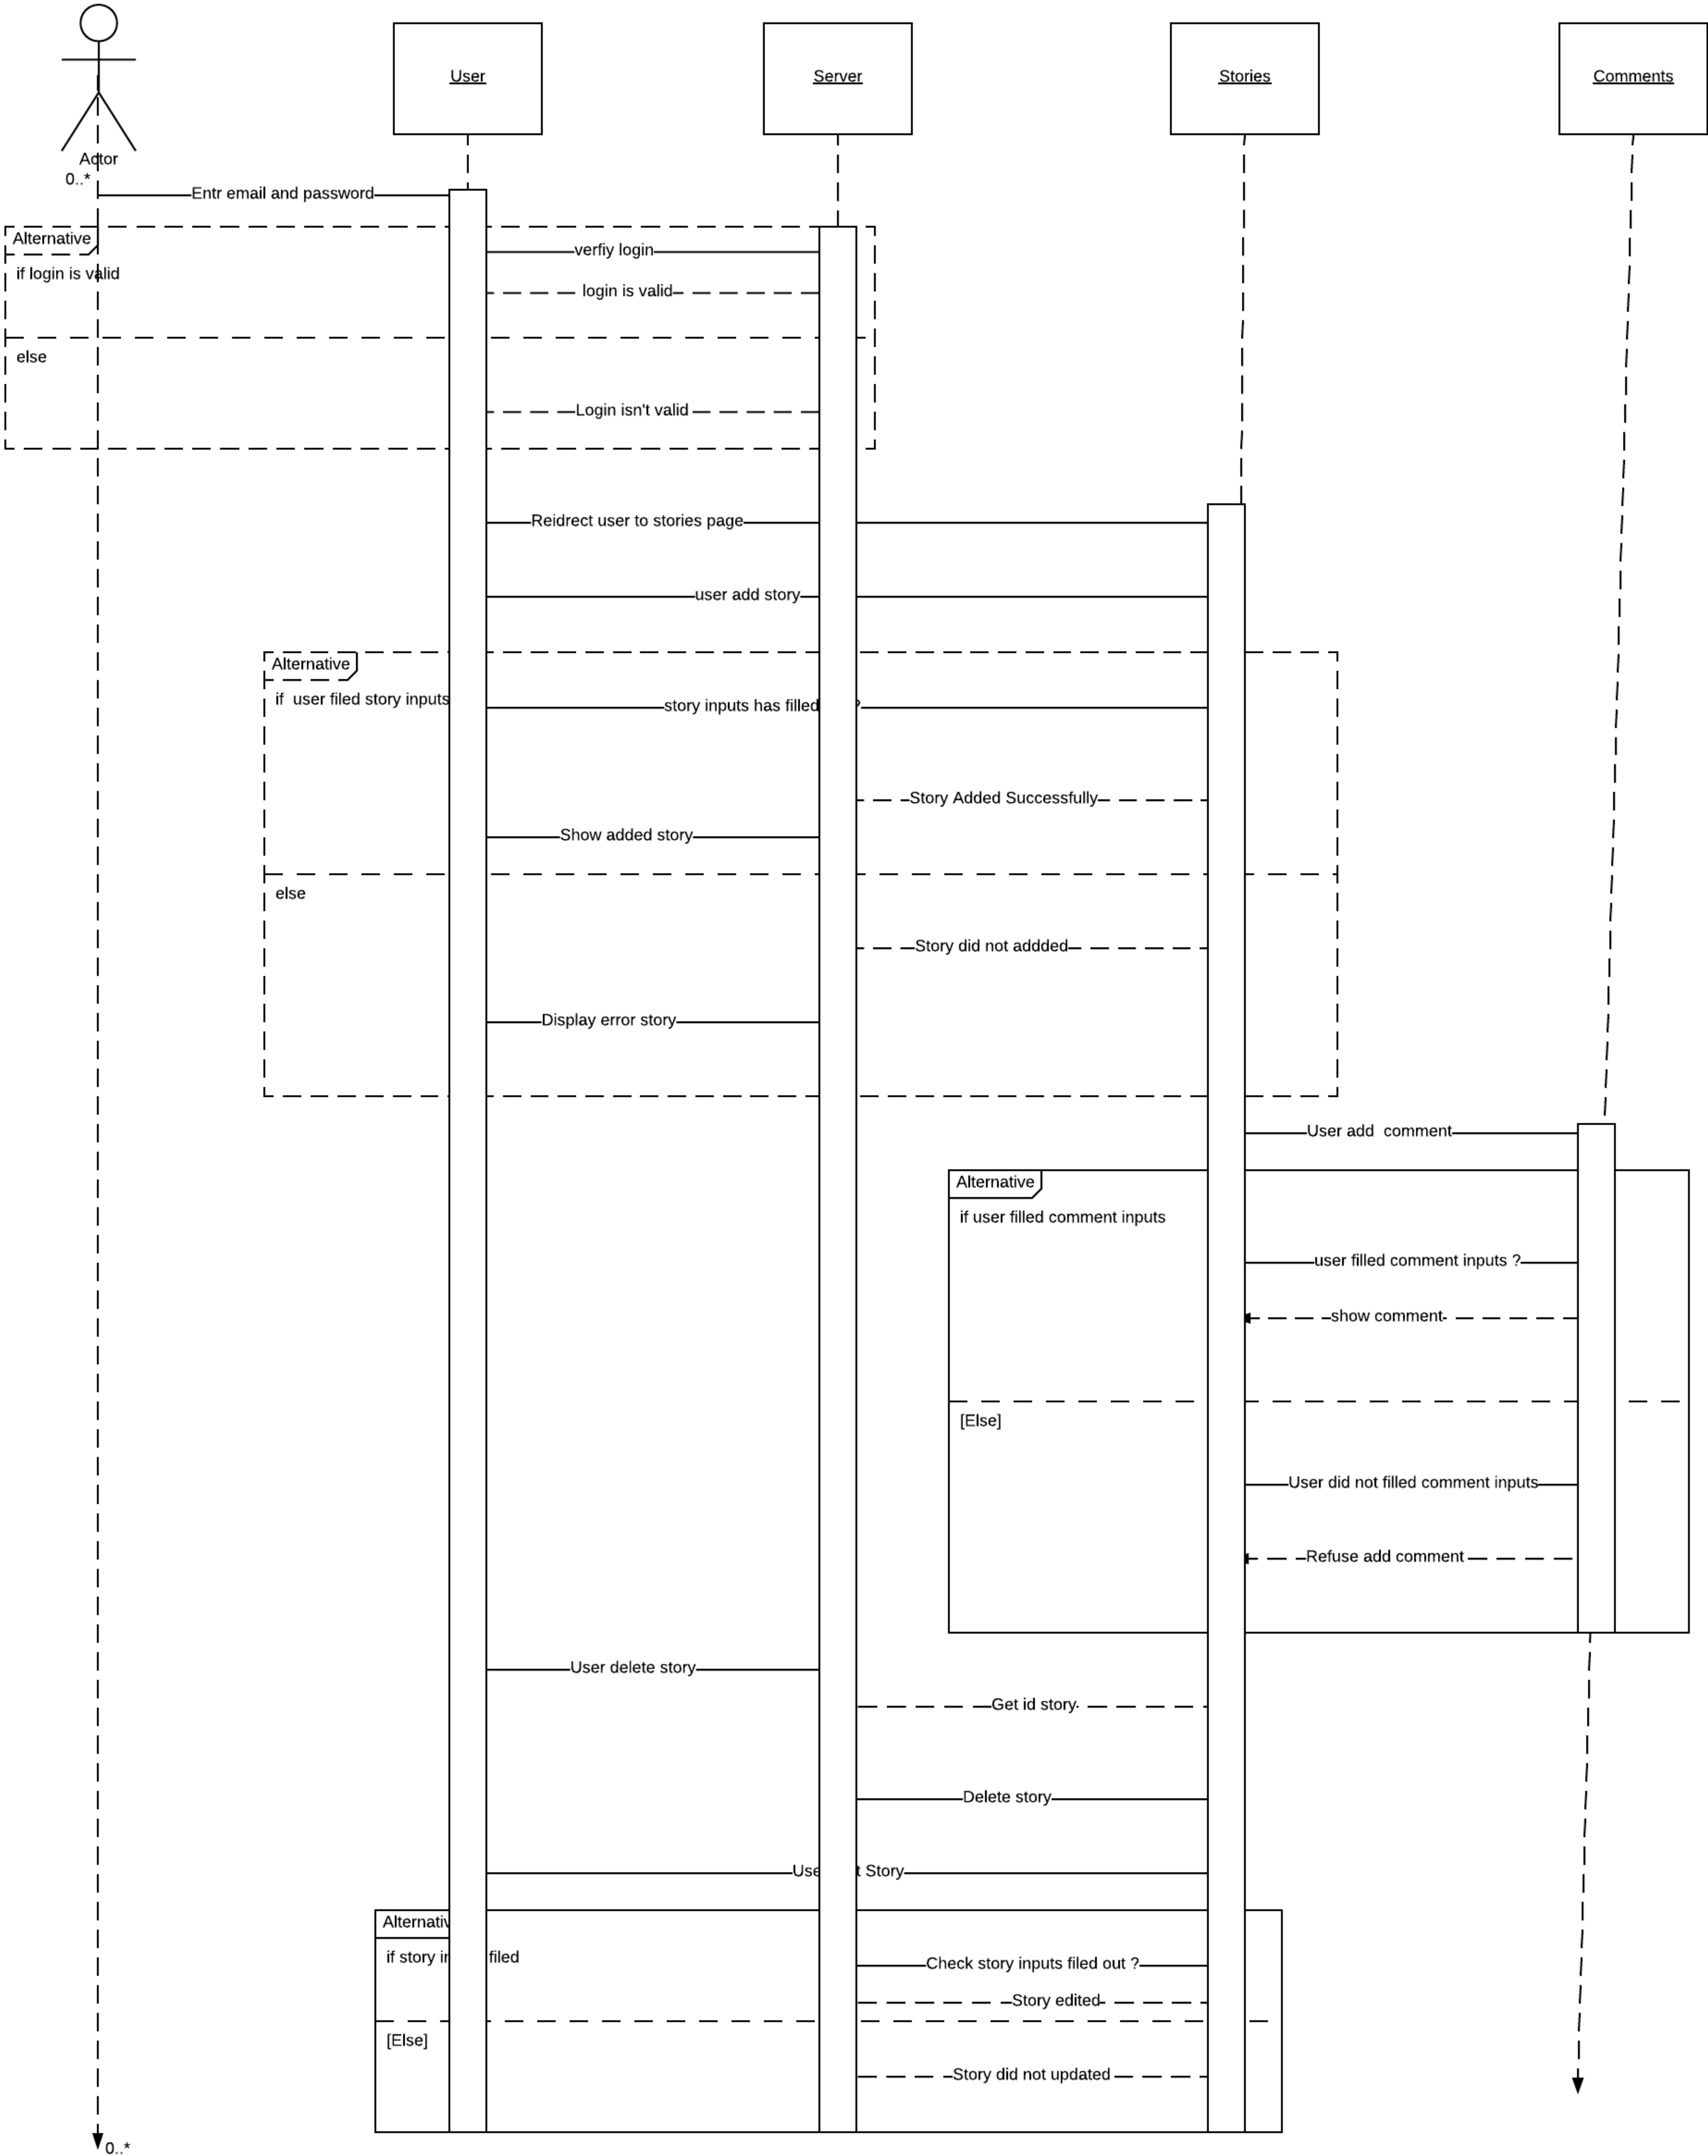 User
Server
Stories
Comments
Actor
0..*
Entr email and password
Alternative
verfiy login
if login is valid
login is valid
else
Login isn't valid
Reidrect user to stories page
user add story
Alternative
if user filed story inputs
story inputs has filled ?
Story Added Successfully
Show added story
else
Story did not addded
Display error story
User add comment
Alternative
if user filled comment inputs
user filled comment inputs ?
show comment
[Else]
User did not filled comment inputs
Refuse add comment
User delete story
Get id story
Delete story
Story
if story filed
Check story inputs filed out ?
Story edited
[Else]
Story did not updated
0..*